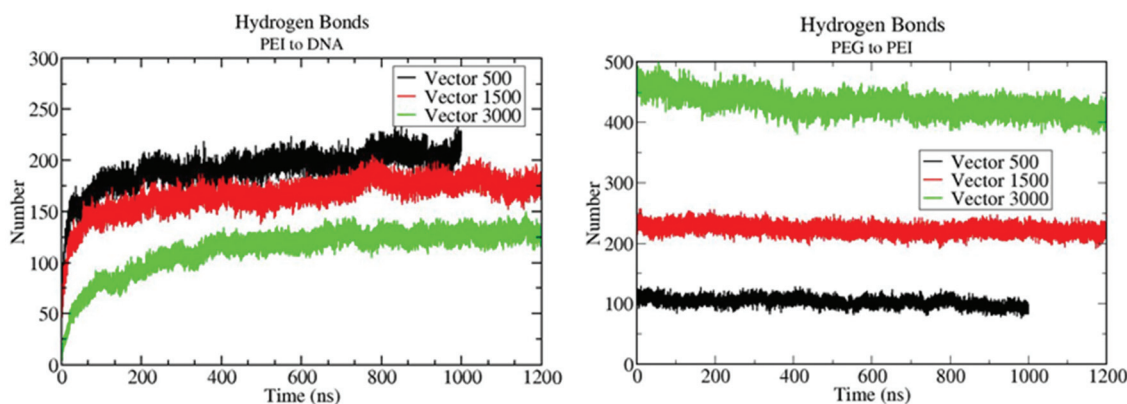 Hydrogen Bonds
PEI to DNA
300
250
200
150
100
50
0
Number
Vector 500
Vector 1500
Vector 3000
0 200 400 600 800 1000 1200
Time (ns)
Hydrogen Bonds
PEG to PEI
500
400
300
200
100
0
Number
Vector 500
Vector 1500
Vector 3000
0 200 400 600 800 1000 1200
Time (ns)